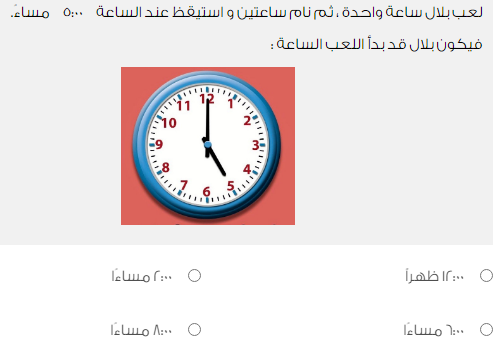 لعب بلال ساعة واحدة ، ثم نام ساعتين و استيقظ عند الساعة ٥:٠٠ مساءً.
فيكون بلال قد بدأ اللعب الساعة :
12
1
2
3
4
5
6
7
8
9
10
11
١٢:٠٠ ظهراً
٢:٠٠ مساءًا
٦:٠٠ مساءًا
٨:٠٠ مساءًا